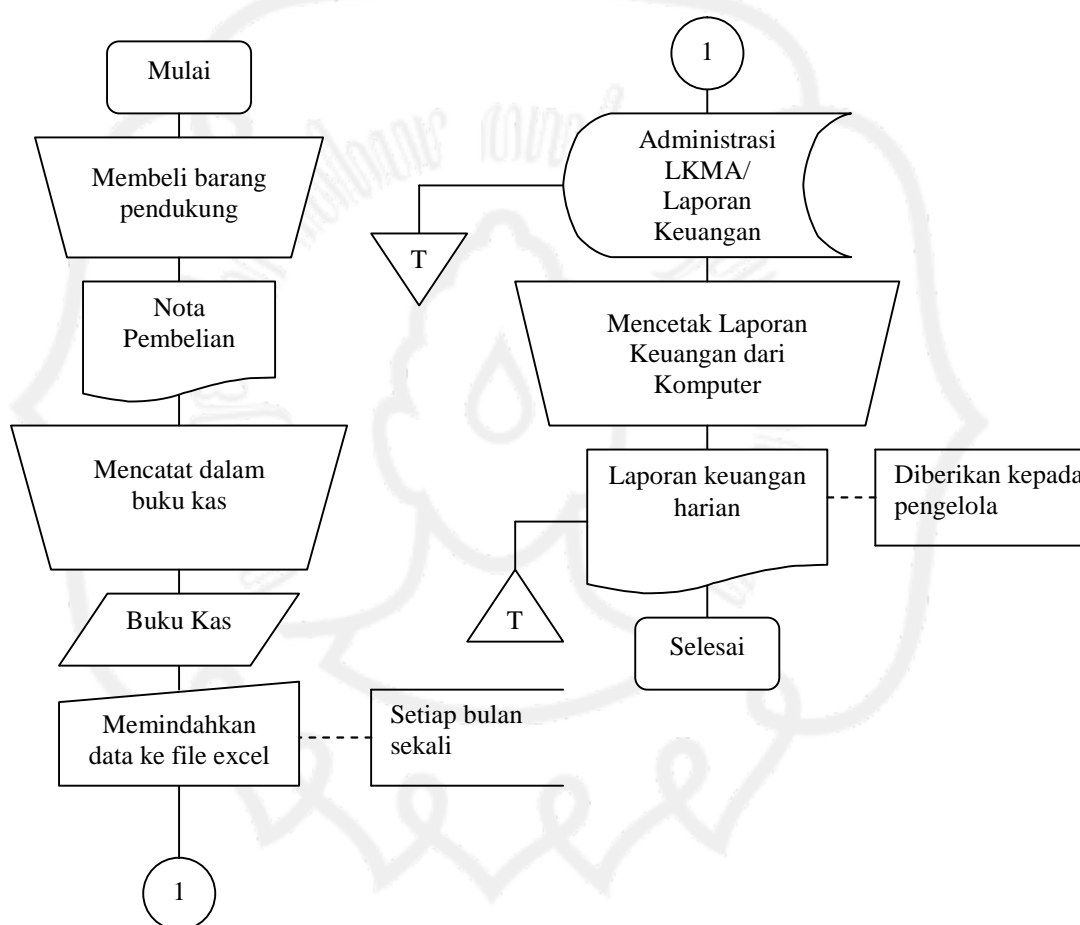 Mulai
Membeli barang
pendukung
Nota
Pembelian
Mencatat dalam
buku kas
Buku Kas
Memindahkan
data ke file excel
Setiap bulan
sekali
1
1
Administrasi
LKMA/
Laporan
Keuangan
T
Mencetak Laporan
Keuangan dari
Komputer
Laporan keuangan
harian
Diberikan kepada
pengelola
T
Selesai